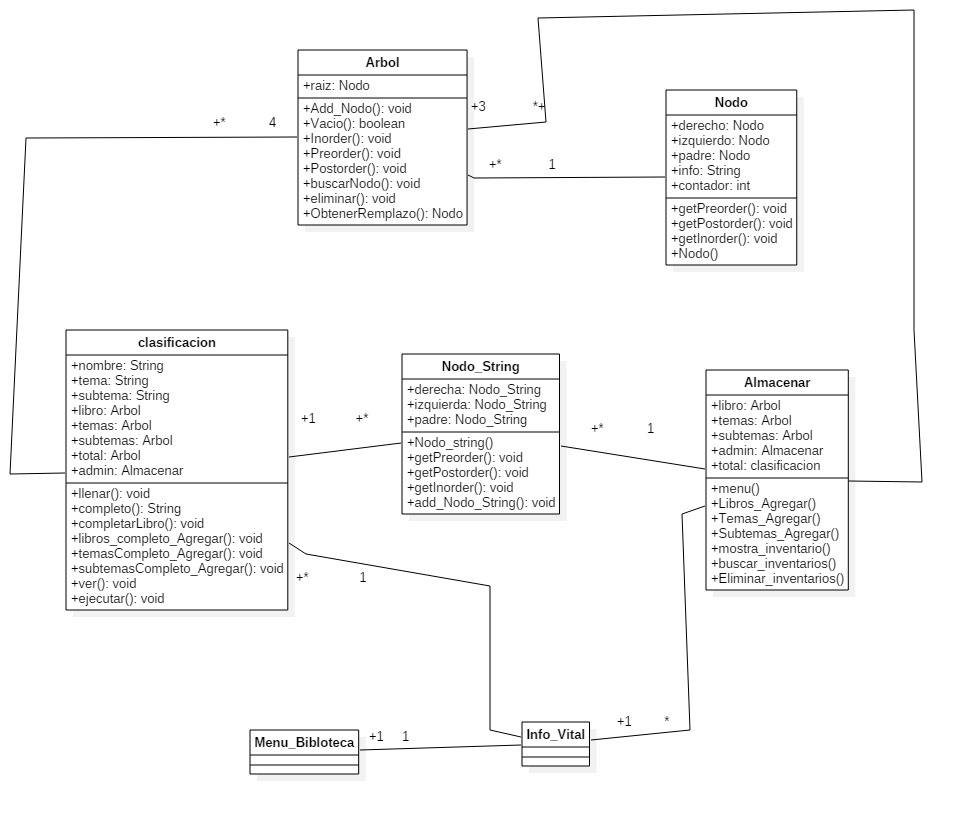 Arbol
+raiz: Nodo
+Add_Nodo(): void
+Vacio(): boolean
+Inorder(): void
+Preorder(): void
+Postorder(): void
+buscarNodo(): void
+eliminar(): void
+ObtenerRemplazo(): Nodo
+*
4
+3
*+
+*
1
Nodo
+derecho: Nodo
+izquierdo: Nodo
+padre: Nodo
+info: String
+contador: int
+getPreorder(): void
+getPostorder(): void
+getInorder(): void
+Nodo()
clasificacion
+nombre: String
+tema: String
+subtema: String
+libro: Arbol
+temas: Arbol
+subtemas: Arbol
+total: Arbol
+admin: Almacenar
+llenar(): void
+completo(): String
+completarLibro(): void
+libros_completo_Agregar(): void
+temasCompleto_Agregar(): void
+subtemasCompleto_Agregar(): void
+ver(): void
+ejecutar(): void
+1
+*
Nodo_String
+derecha: Nodo_String
+izquierda: Nodo_String
+padre: Nodo_String
+Nodo_string()
+getPreorder(): void
+getPostorder(): void
+getInorder(): void
+add_Nodo_String(): void
+*
1
Almacenar
+libro: Arbol
+temas: Arbol
+subtemas: Arbol
+admin: Almacenar
+total: clasificacion
+menu()
+Libros_Agregar()
+Temas_Agregar()
+Subtemas_Agregar()
+mostra_inventario()
+buscar_inventarios()
+Eliminar_inventarios()
+*
1
Menu_Bibloteca
+1
1
Info_Vital
+1
*